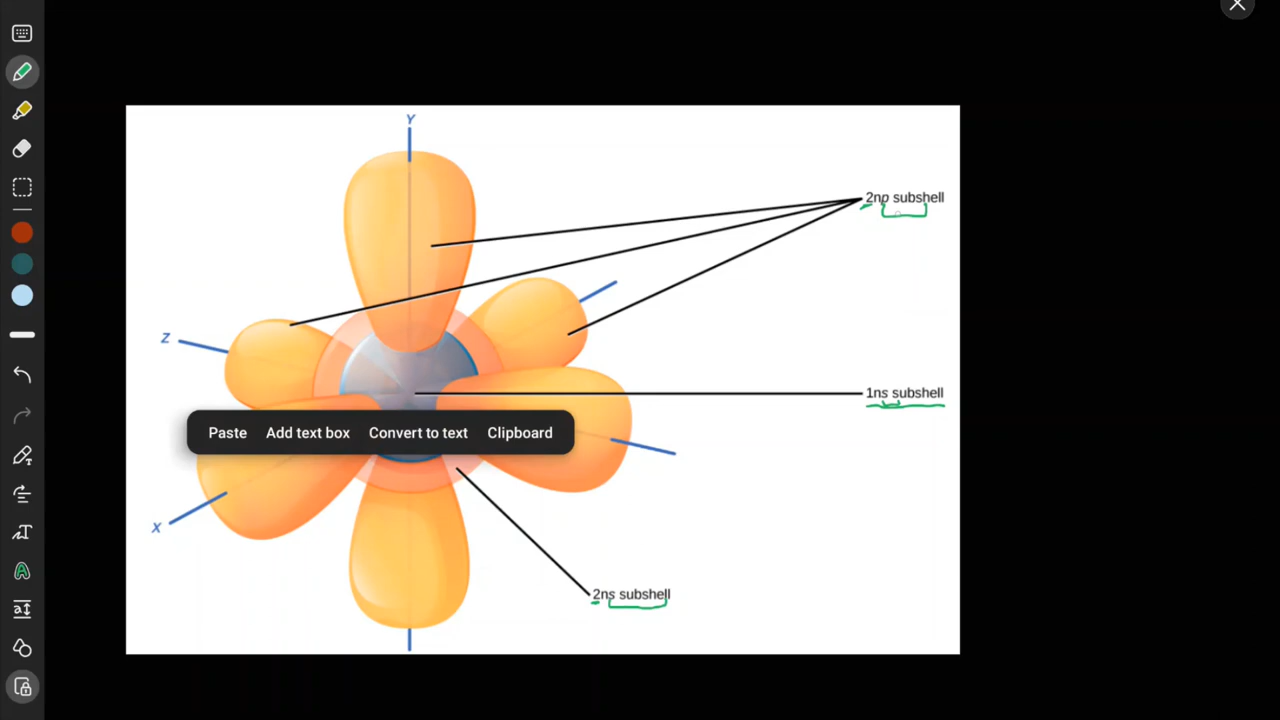 Y
2np subshell
Z
1ns subshell
Paste Add text box Convert to text Clipboard
X
2ns subshell